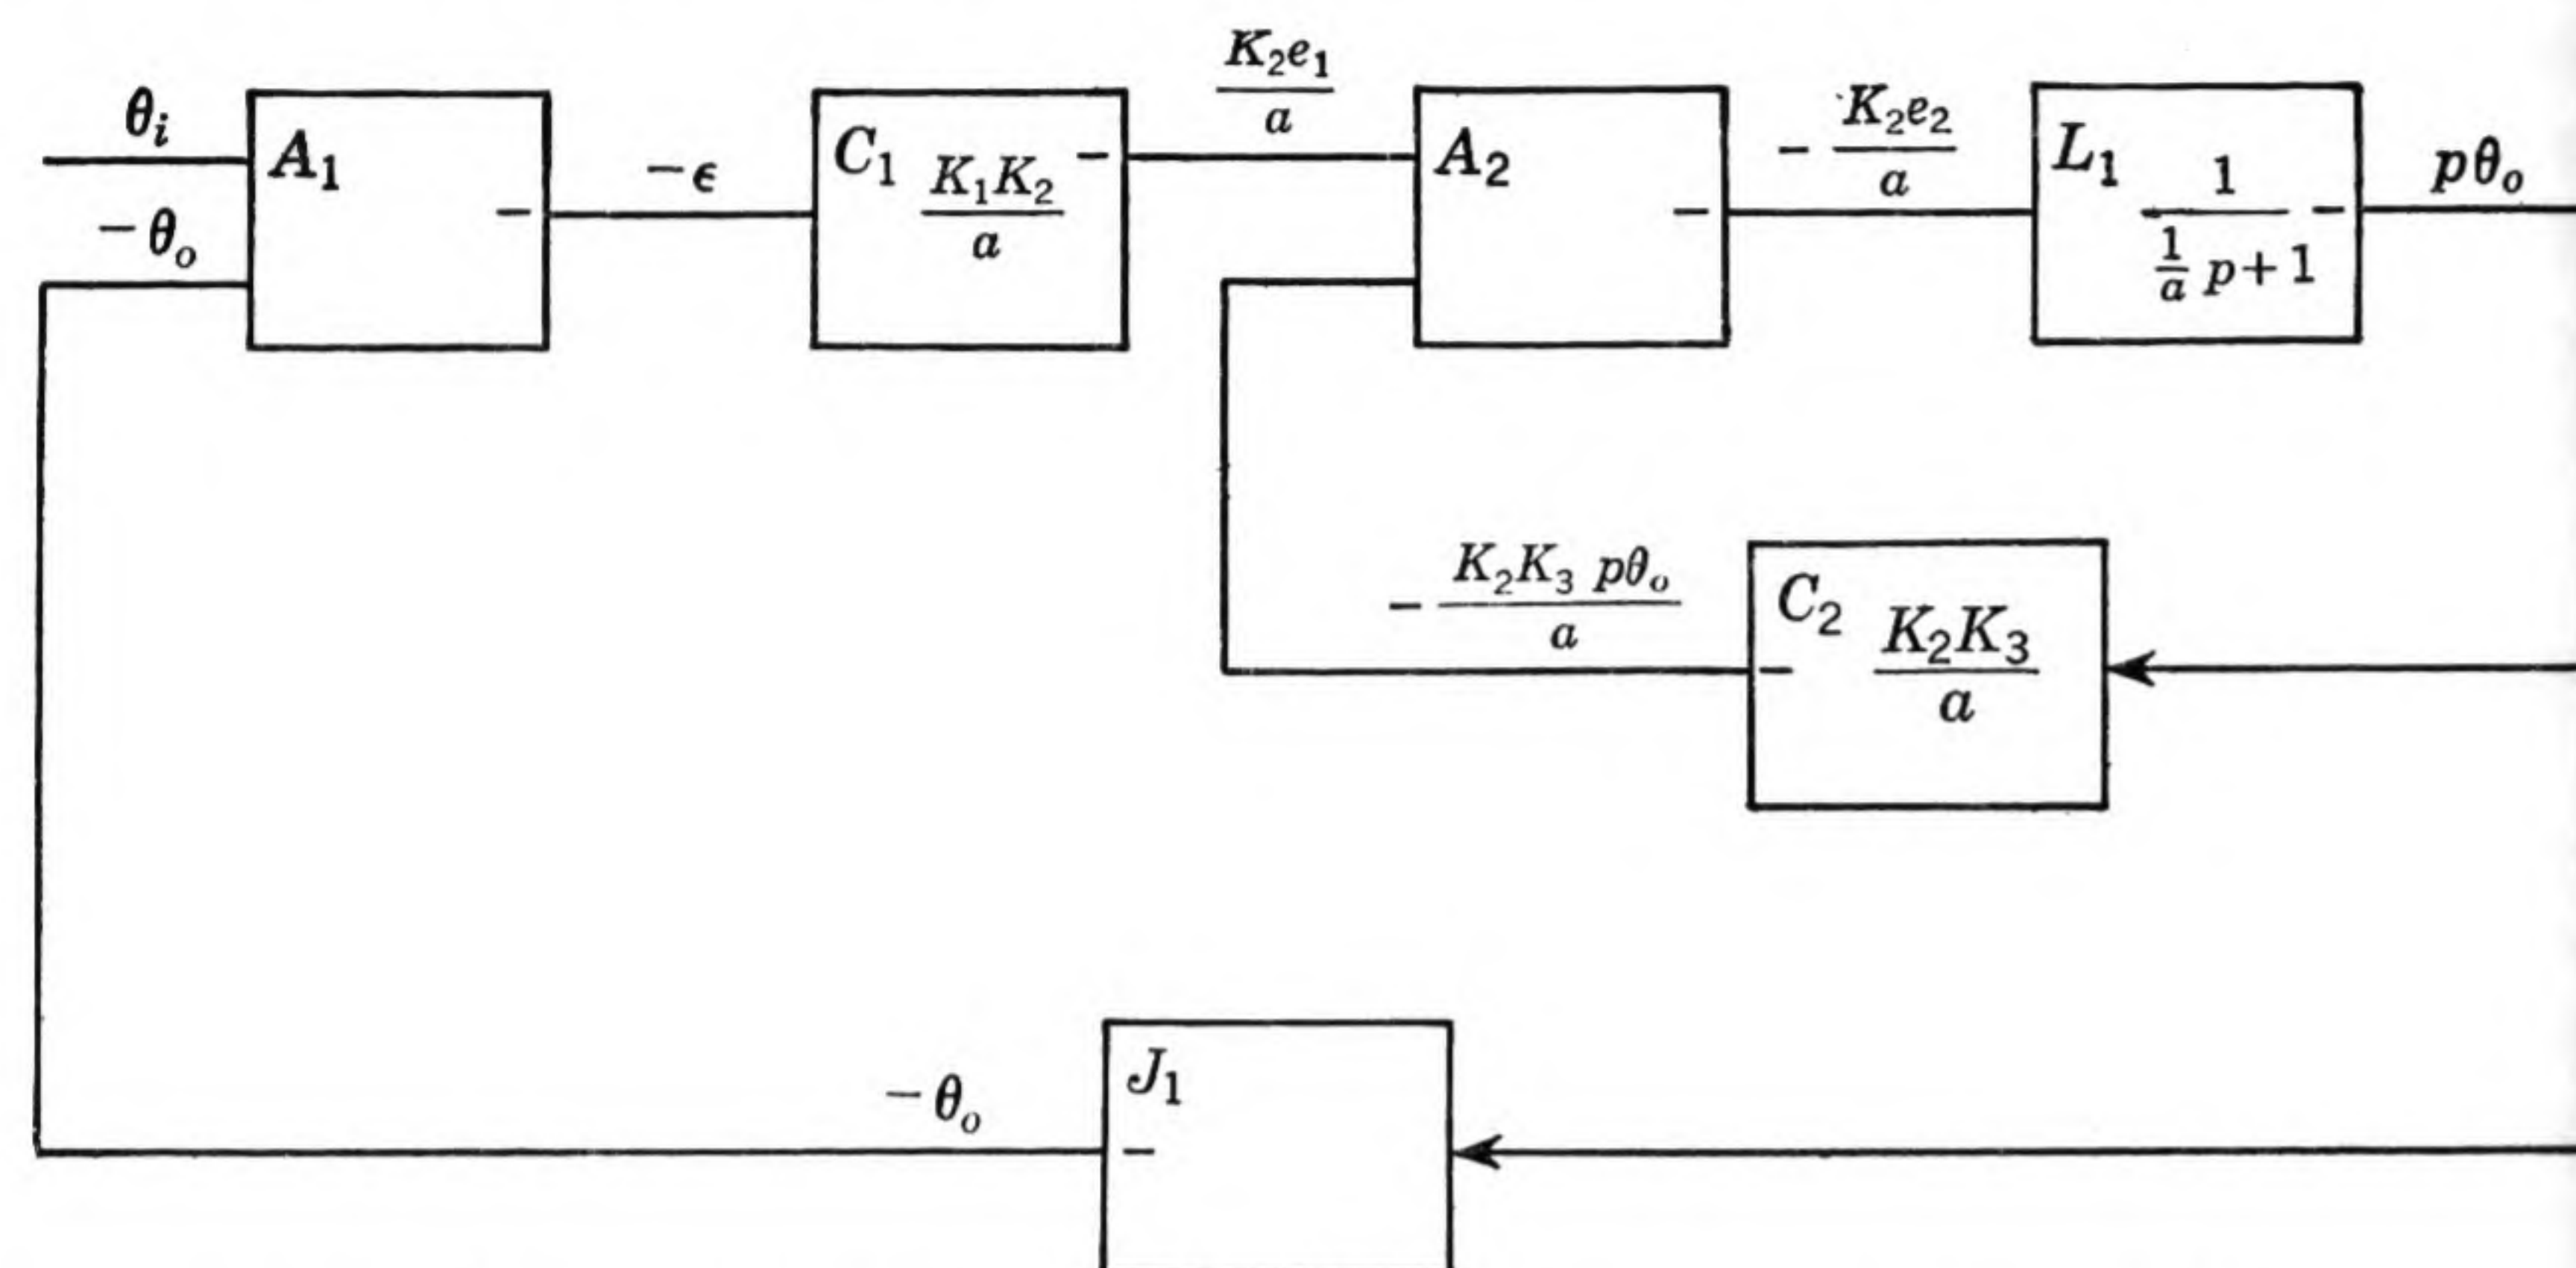 θᵢ
A₁
−
−θₒ
−ϵ
C₁ K₁K₂/a −
K₂e₁/a
A₂
−
−K₂e₂/a
L₁ 1/((1/a)p+1) −
pθₒ
−K₂K₃ pθₒ/a
C₂ K₂K₃/a
−
−θₒ
J₁
−